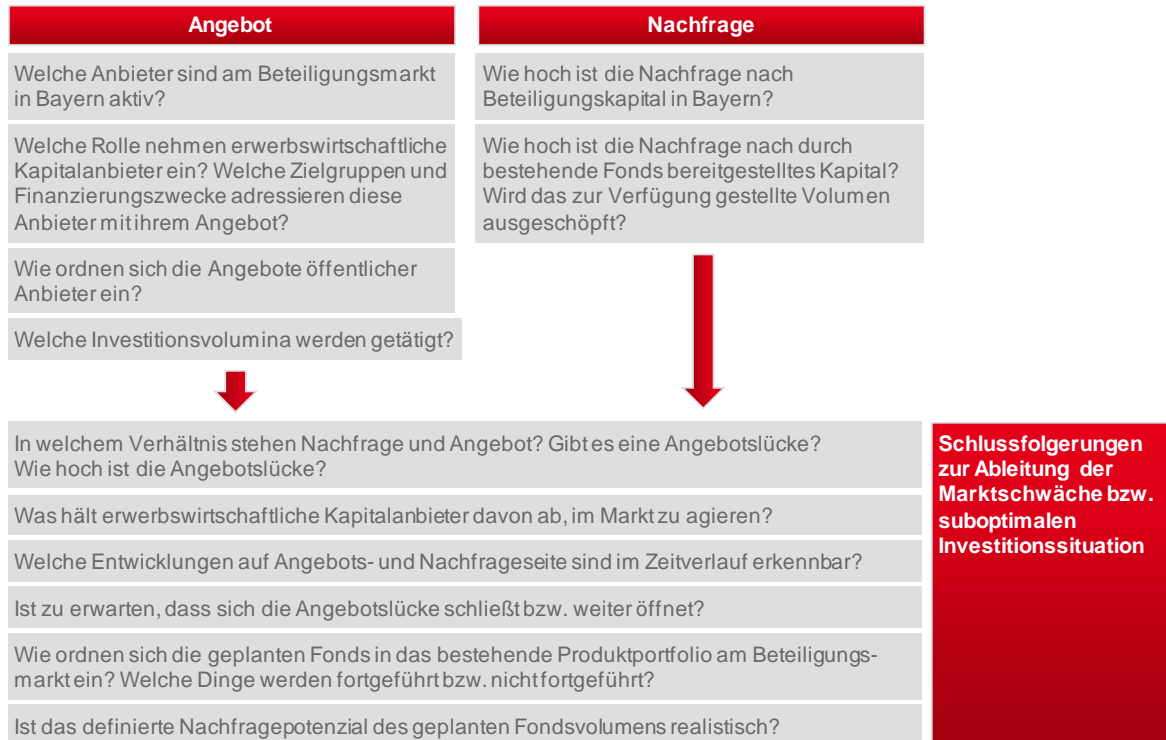 Angebot
Welche Anbieter sind am Beteiligungsmarkt
in Bayern aktiv?
Welche Rolle nehmen erwerbswirtschaftliche
Kapitalanbieter ein? Welche Zielgruppen und
Finanzierungszwecke adressieren diese
Anbieter mit ihrem Angebot?
Wie ordnen sich die Angebote öffentlicher
Anbieter ein?
Welche Investitionsvolumina werden getätigt?
Nachfrage
Wie hoch ist die Nachfrage nach
Beteiligungskapital in Bayern?
Wie hoch ist die Nachfrage nach durch
bestehende Fonds bereitgestelltes Kapital?
Wird das zur Verfügung gestellte Volumen
ausgeschöpft?
In welchem Verhältnis stehen Nachfrage und Angebot? Gibt es eine Angebotslücke?
Wie hoch ist die Angebotslücke?
Was hält erwerbswirtschaftliche Kapitalanbieter davon ab, im Markt zu agieren?
Welche Entwicklungen auf Angebots- und Nachfrageseite sind im Zeitverlauf erkennbar?
Ist zu erwarten, dass sich die Angebotslücke schließt bzw. weiter öffnet?
Wie ordnen sich die geplanten Fonds in das bestehende Produktportfolio am Beteiligungs-
markt ein? Welche Dinge werden fortgeführt bzw. nicht fortgeführt?
Ist das definierte Nachfragepotenzial des geplanten Fondsvolumens realistisch?
Schlussfolgerungen
zur Ableitung der
Marktschwäche bzw.
suboptimalen
Investitionssituation